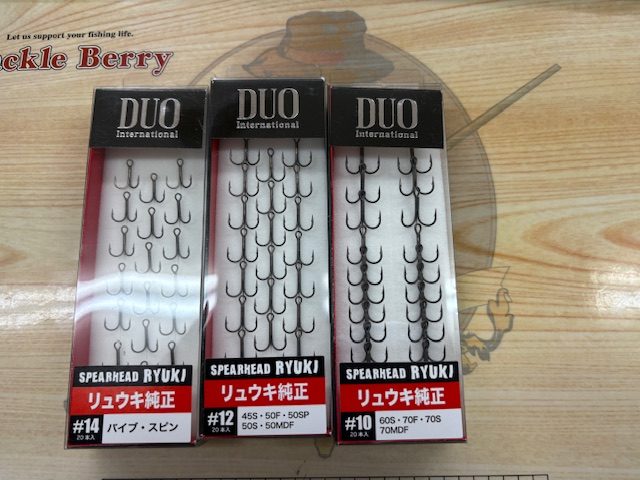 Let us support your fishing life.
ckle Berry
DUO
International
SPEARHEAD RYUKI
リュウキ純正
#14
20本入
バイブ・スピン
DUO
International
SPEARHEAD RYUKI
リュウキ純正
#12
20本入
45S・50F・50SP
50S・50MDF
DUO
International
SPEARHEAD RYUKI
リュウキ純正
#10
20本入
60S・70F・70S
70MDF